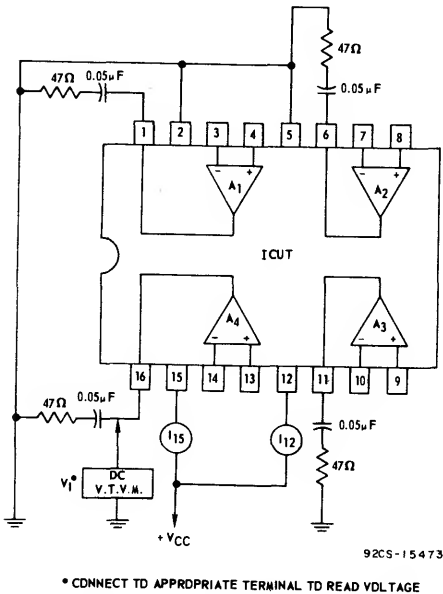 47Ω
0.05µF
47Ω
0.05µF
1 2 3 4 5 6 7 8
- + - +
A1 A2
ICUT
A4 A3
- + - +
16 15 14 13 12 11 10 9
47Ω
0.05µF
I15 I12
0.05µF
47Ω
V1* DC
V.T.V.M.
+VCC
92CS-15473
* CONNECT TO APPROPRIATE TERMINAL TO READ VOLTAGE